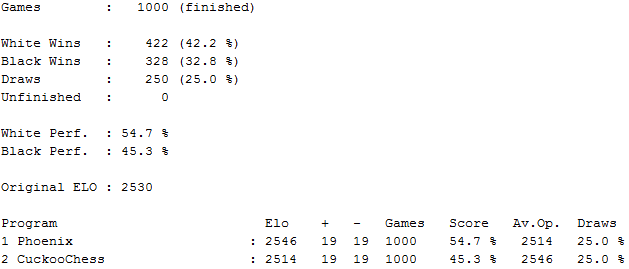 Games : 1000 (finished)
White Wins : 422 (42.2 %)
Black Wins : 328 (32.8 %)
Draws : 250 (25.0 %)
Unfinished : 0
White Perf. : 54.7 %
Black Perf. : 45.3 %
Original ELO : 2530
Program Elo + - Games Score Av.Op. Draws
1 Phoenix : 2546 19 19 1000 54.7 % 2514 25.0 %
2 CuckooChess : 2514 19 19 1000 45.3 % 2546 25.0 %